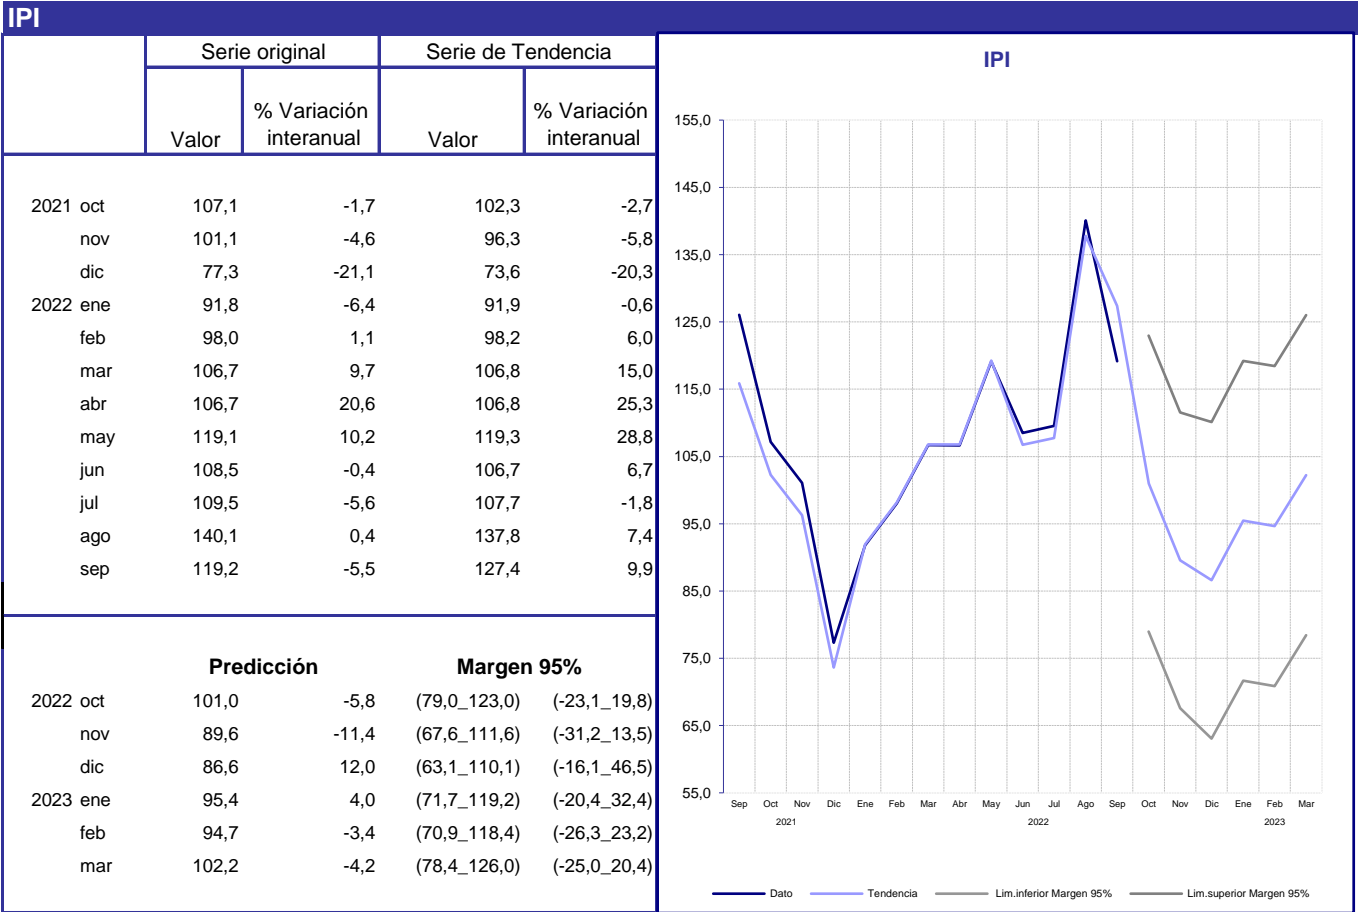 IPI
Serie original Serie de Tendencia
Valor % Variación interanual Valor % Variación interanual
2021 oct 107,1 -1,7 102,3 -2,7
nov 101,1 -4,6 96,3 -5,8
dic 77,3 -21,1 73,6 -20,3
2022 ene 91,8 -6,4 91,9 -0,6
feb 98,0 1,1 98,2 6,0
mar 106,7 9,7 106,8 15,0
abr 106,7 20,6 106,8 25,3
may 119,1 10,2 119,3 28,8
jun 108,5 -0,4 106,7 6,7
jul 109,5 -5,6 107,7 -1,8
ago 140,1 0,4 137,8 7,4
sep 119,2 -5,5 127,4 9,9
Predicción Margen 95%
2022 oct 101,0 -5,8 (79,0_123,0) (-23,1_19,8)
nov 89,6 -11,4 (67,6_111,6) (-31,2_13,5)
dic 86,6 12,0 (63,1_110,1) (-16,1_46,5)
2023 ene 95,4 4,0 (71,7_119,2) (-20,4_32,4)
feb 94,7 -3,4 (70,9_118,4) (-26,3_23,2)
mar 102,2 -4,2 (78,4_126,0) (-25,0_20,4)
IPI
155,0
145,0
135,0
125,0
115,0
105,0
95,0
85,0
75,0
65,0
55,0
Sep Oct Nov Dic Ene Feb Mar Abr May Jun Jul Ago Sep Oct Nov Dic Ene Feb Mar
2021 2022 2023
Dato Tendencia Lim.inferior Margen 95% Lim.superior Margen 95%